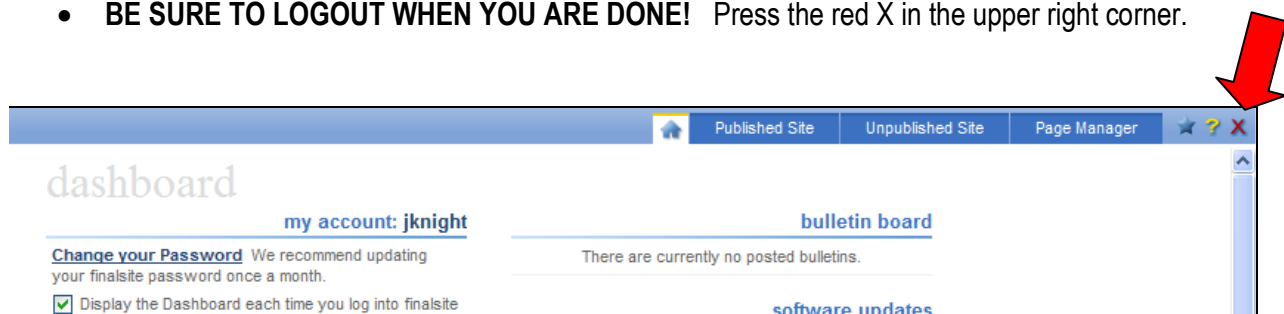 • BE SURE TO LOGOUT WHEN YOU ARE DONE! Press the red X in the upper right corner.
Published Site Unpublished Site Page Manager ? X
dashboard
my account: jknight
Change your Password We recommend updating
your finalsite password once a month.
Display the Dashboard each time you log into finalsite
bulletin board
There are currently no posted bulletins.
software updates